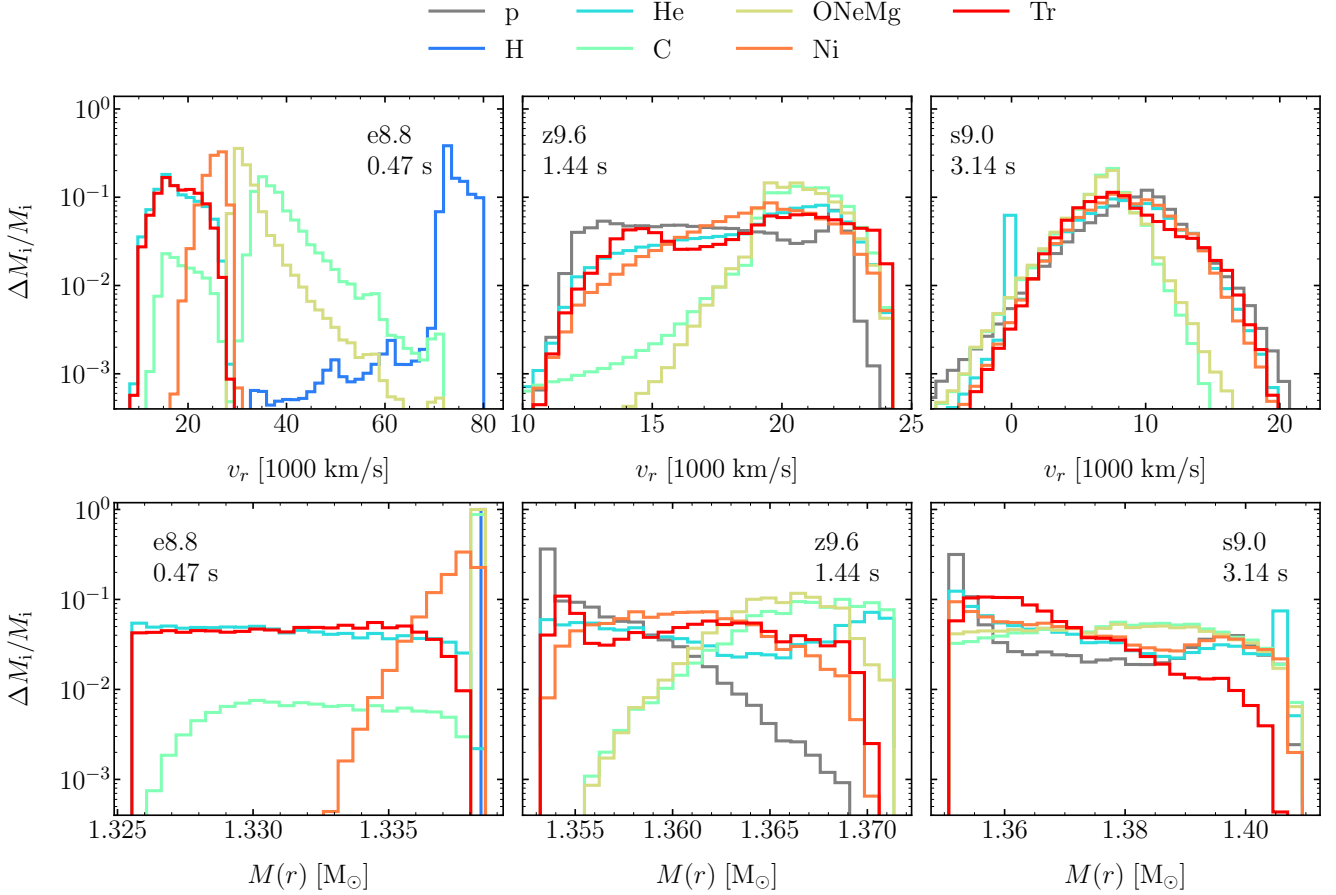 p He ONeMg Tr
H C Ni
ΔM_i/M_i
10^0
10^-1
10^-2
10^-3
e8.8
0.47 s
z9.6
1.44 s
s9.0
3.14 s
20 40 60 80
10 15 20 25
0 10 20
v_r [1000 km/s]
v_r [1000 km/s]
v_r [1000 km/s]
ΔM_i/M_i
10^0
10^-1
10^-2
10^-3
e8.8
0.47 s
z9.6
1.44 s
s9.0
3.14 s
1.325 1.330 1.335
1.355 1.360 1.365 1.370
1.36 1.38 1.40
M(r) [M_⊙]
M(r) [M_⊙]
M(r) [M_⊙]